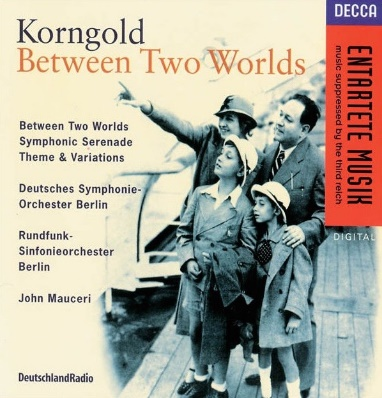 Korngold
Between Two Worlds
DECCA
ENTARTETE MUSIK
music suppressed by the third reich
DIGITAL
Between Two Worlds
Symphonic Serenade
Theme & Variations
Deutsches Symphonie-
Orchester Berlin
Rundfunk-
Sinfonieorchester
Berlin
John Mauceri
DeutschlandRadio